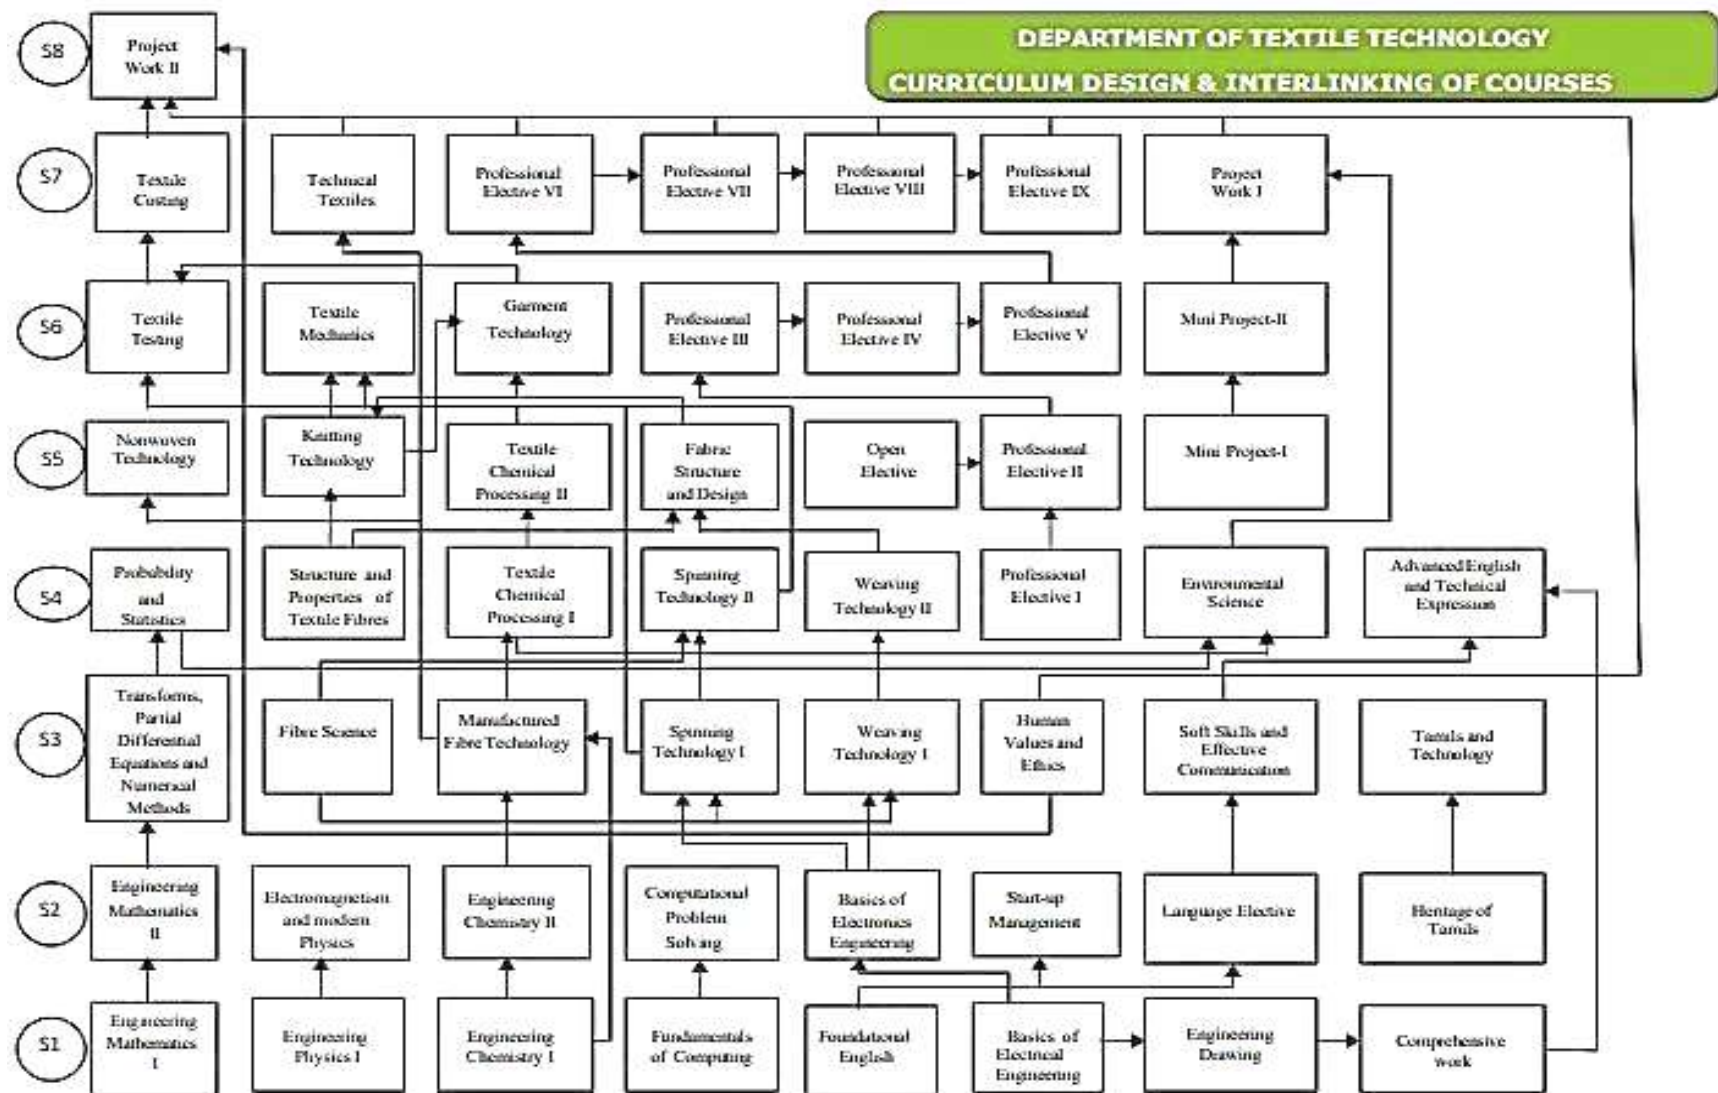 DEPARTMENT OF TEXTILE TECHNOLOGY
CURRICULUM DESIGN & INTERLINKING OF COURSES
S8
Project
Work II
S7
Textile
Costing
Technical
Textiles
Professional
Elective VI
Professional
Elective VII
Professional
Elective VIII
Professional
Elective IX
Project
Work I
S6
Textile
Testing
Textile
Mechanics
Garment
Technology
Professional
Elective III
Professional
Elective IV
Professional
Elective V
Mini Project-II
S5
Nonwoven
Technology
Knitting
Technology
Textile
Chemical
Processing II
Fabric
Structure
and Design
Open
Elective
Professional
Elective II
Mini Project-I
S4
Probability
and
Statistics
Structure and
Properties of
Textile Fibres
Textile
Chemical
Processing I
Spinning
Technology II
Weaving
Technology II
Professional
Elective I
Environmental
Science
Advanced English
and Technical
Expression
S3
Transforms,
Partial
Differential
Equations and
Numerical
Methods
Fibre Science
Manufactured
Fibre Technology
Spinning
Technology I
Weaving
Technology I
Human
Values and
Ethics
Soft Skills and
Effective
Communication
Tamils and
Technology
S2
Engineering
Mathematics
II
Electromagnetism
and modern
Physics
Engineering
Chemistry II
Computational
Problem
Solving
Basics of
Electronics
Engineering
Start-up
Management
Language Elective
Heritage of
Tamils
S1
Engineering
Mathematics
I
Engineering
Physics I
Engineering
Chemistry I
Fundamentals
of Computing
Foundational
English
Basics of
Electrical
Engineering
Engineering
Drawing
Comprehensive
work